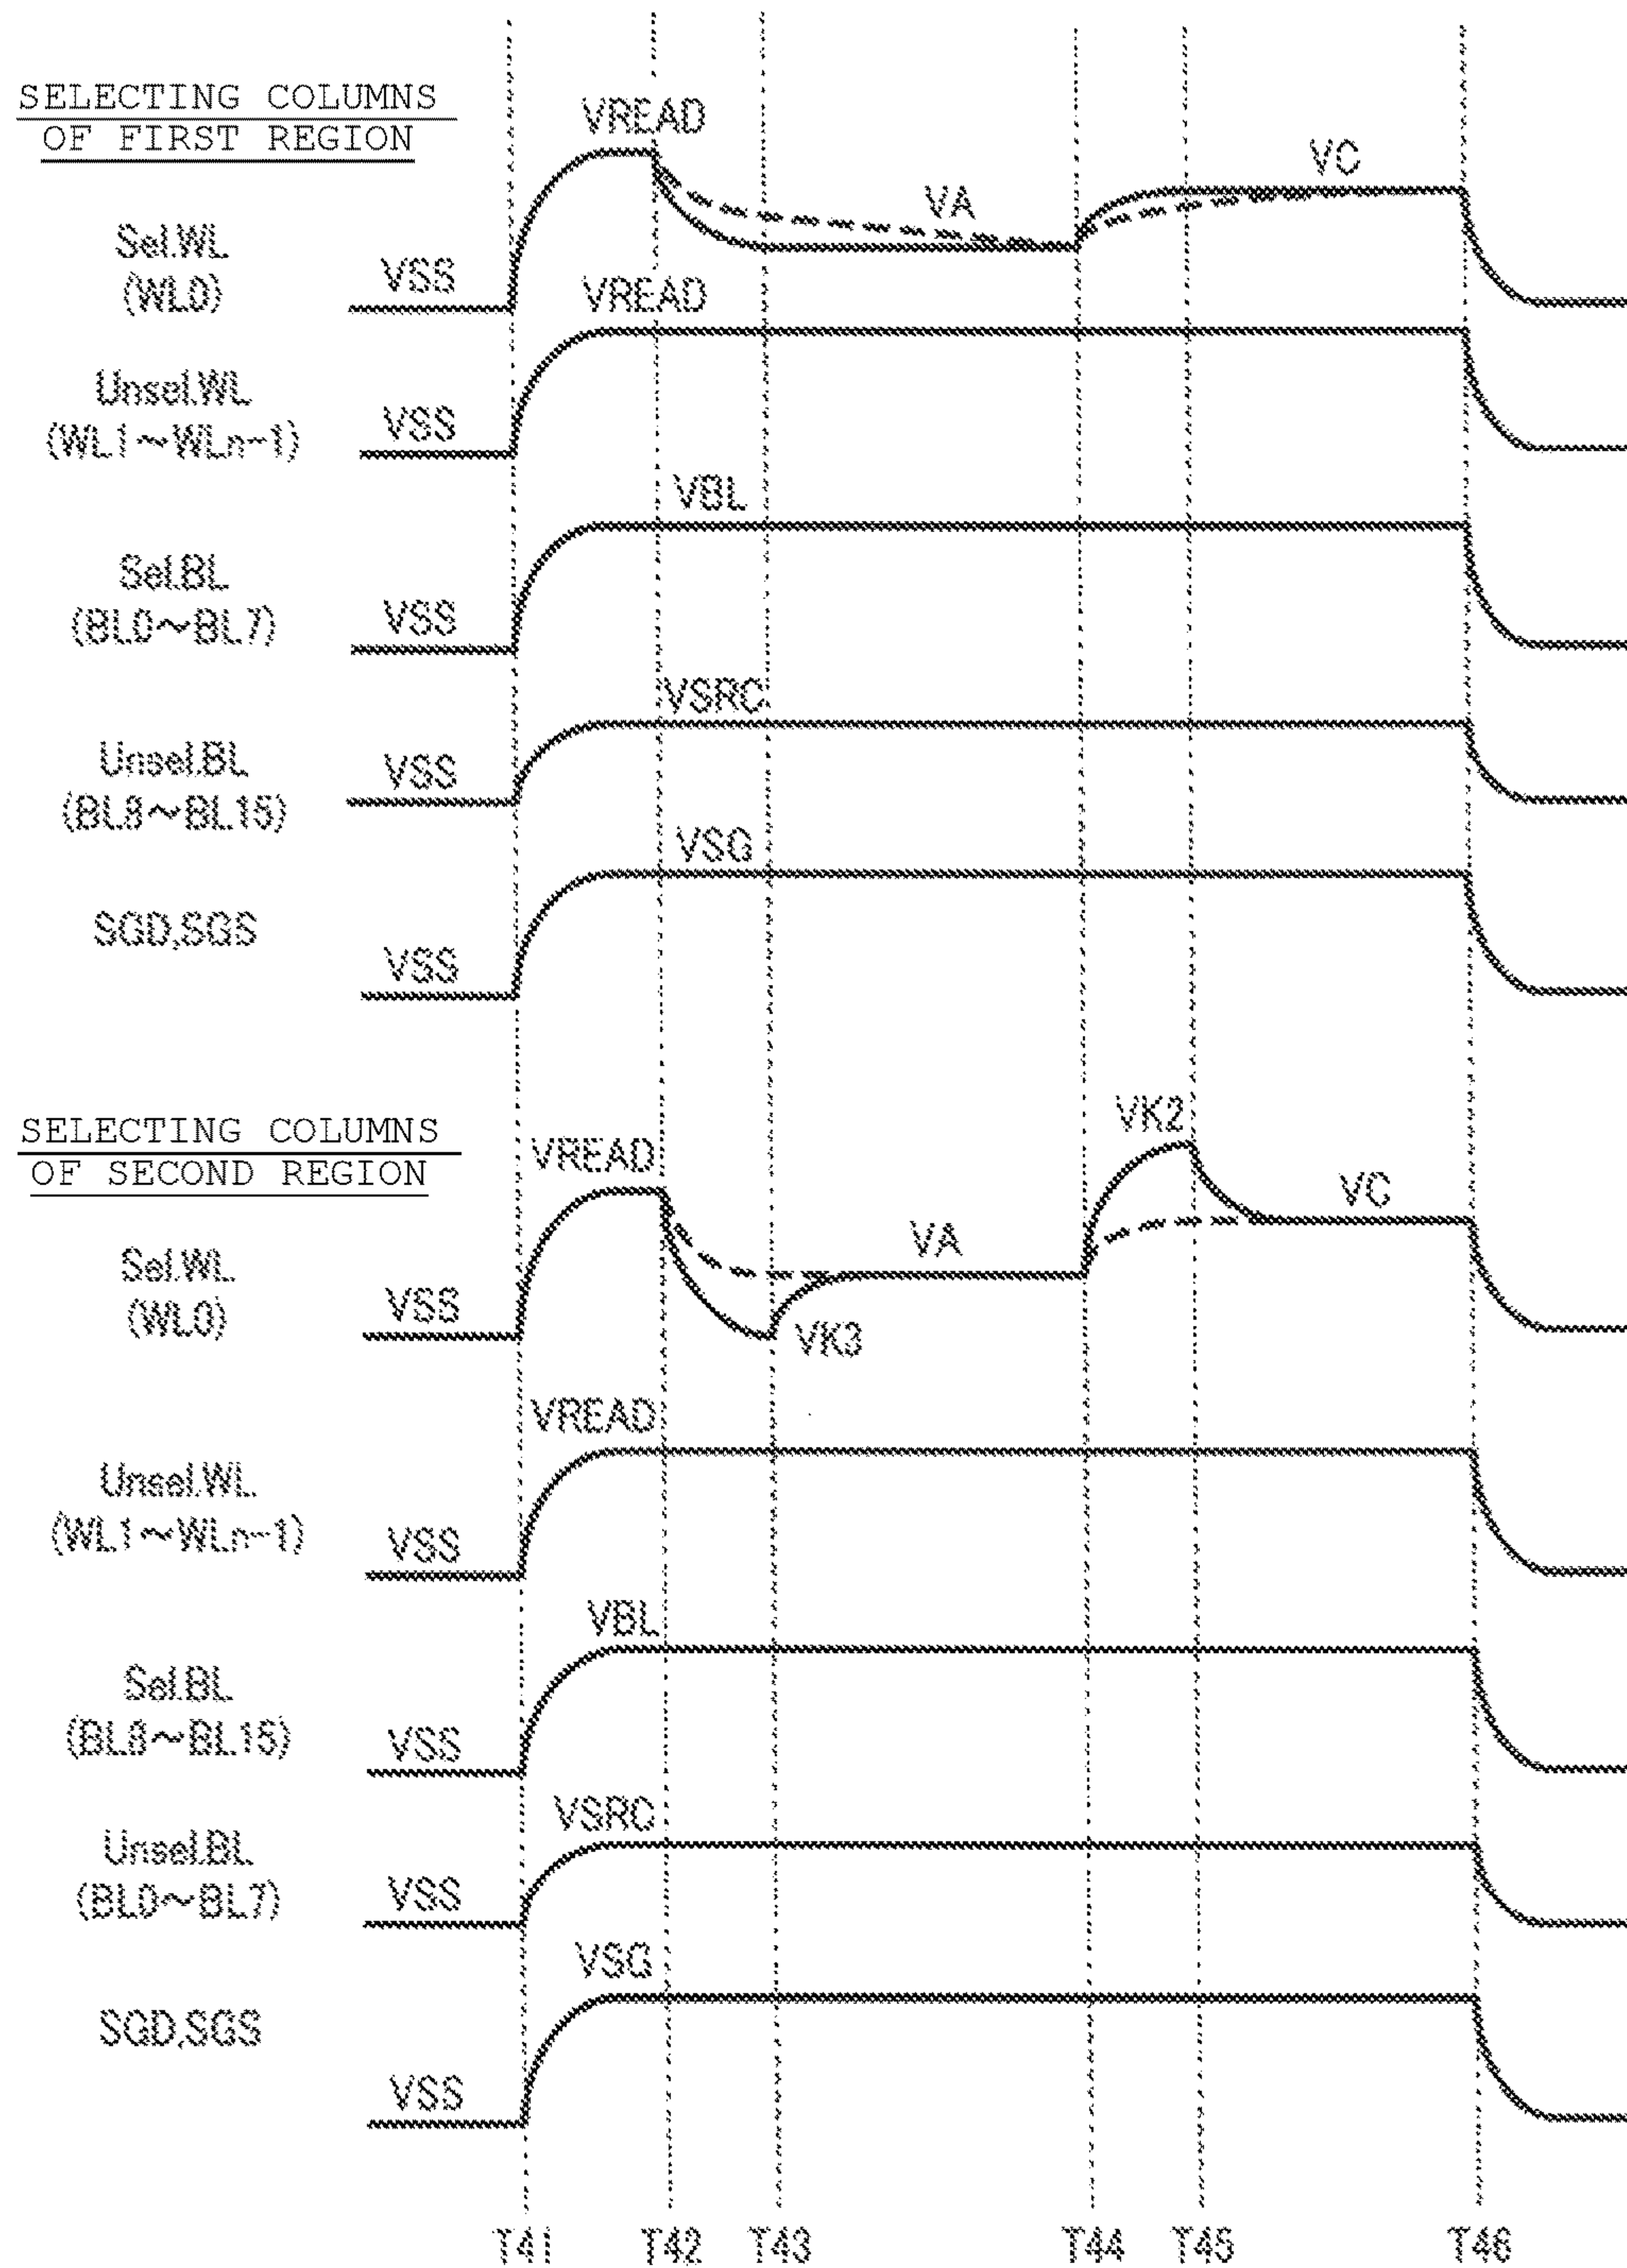 SELECTING COLUMNS
OF FIRST REGION
VREAD
VC
VA
Sel.WL
(WL0)
VSS
VREAD
Unsel.WL
(WL1~WLn-1)
VSS
VBL
Sel.BL
(BL0~BL7)
VSS
VSRC
Unsel.BL
(BL8~BL15)
VSS
VSG
SGD,SGS
VSS
SELECTING COLUMNS
OF SECOND REGION
VREAD
VK2
VC
VA
Sel.WL
(WL0)
VSS
VK3
VREAD
Unsel.WL
(WL1~WLn-1)
VSS
VBL
Sel.BL
(BL8~BL15)
VSS
VSRC
Unsel.BL
(BL0~BL7)
VSS
VSG
SGD,SGS
VSS
T41 T42 T43 T44 T45 T46